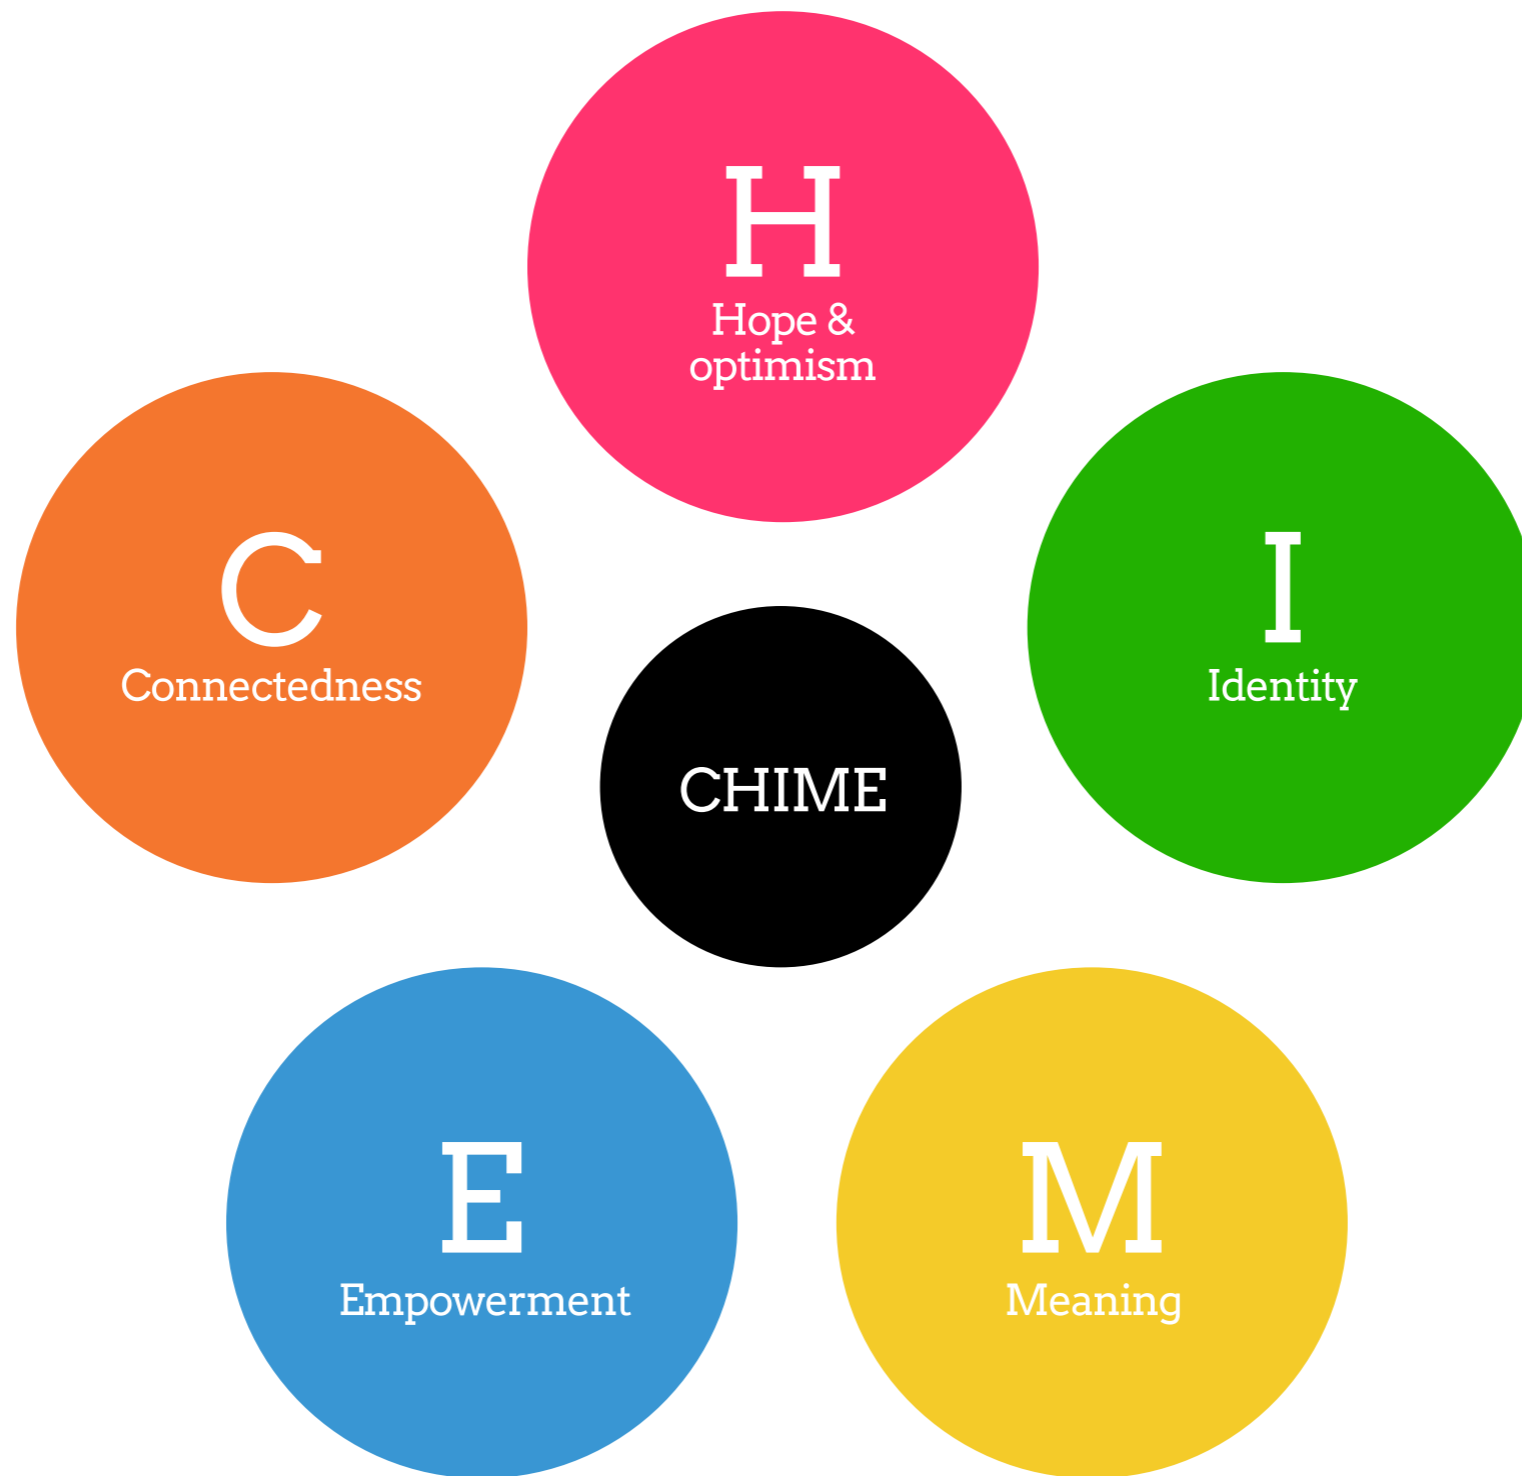 H
Hope &
optimism
C
Connectedness
I
Identity
CHIME
E
Empowerment
M
Meaning